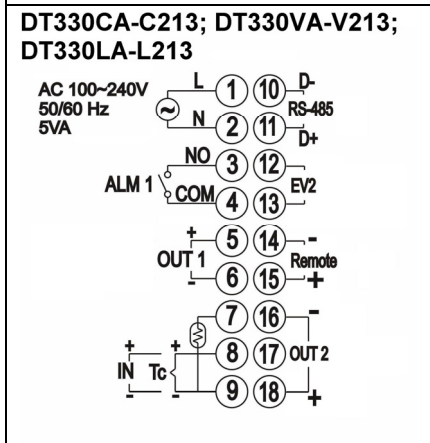 DT330CA-C213; DT330VA-V213;
DT330LA-L213
AC 100~240V
50/60 Hz
5VA
L 1 10 D-
RS-485
N 2 11 D+
NO 3 12
ALM 1 EV2
COM 4 13
+ 5 14 -
OUT 1 Remote
- 6 15 +
7 16 -
+ + 8 17 OUT 2
IN Tc
- - 9 18 +